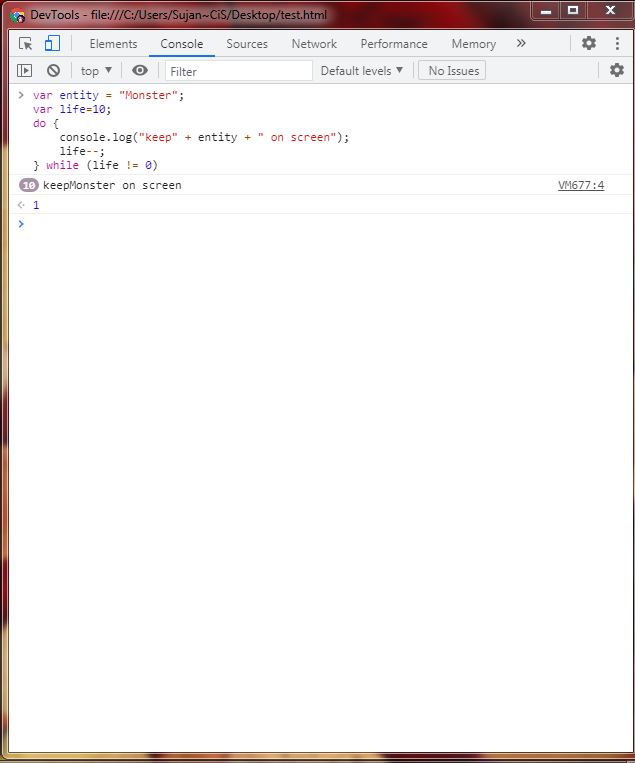 DevTools - file:///C:/Users/Sujan~CiS/Desktop/test.html
Elements Console Sources Network Performance Memory »
top ▼ Filter Default levels ▼ No Issues
> var entity = "Monster";
var life=10;
do {
console.log("keep" + entity + " on screen");
life--;
} while (life != 0)
10 keepMonster on screen VM677:4
1
>